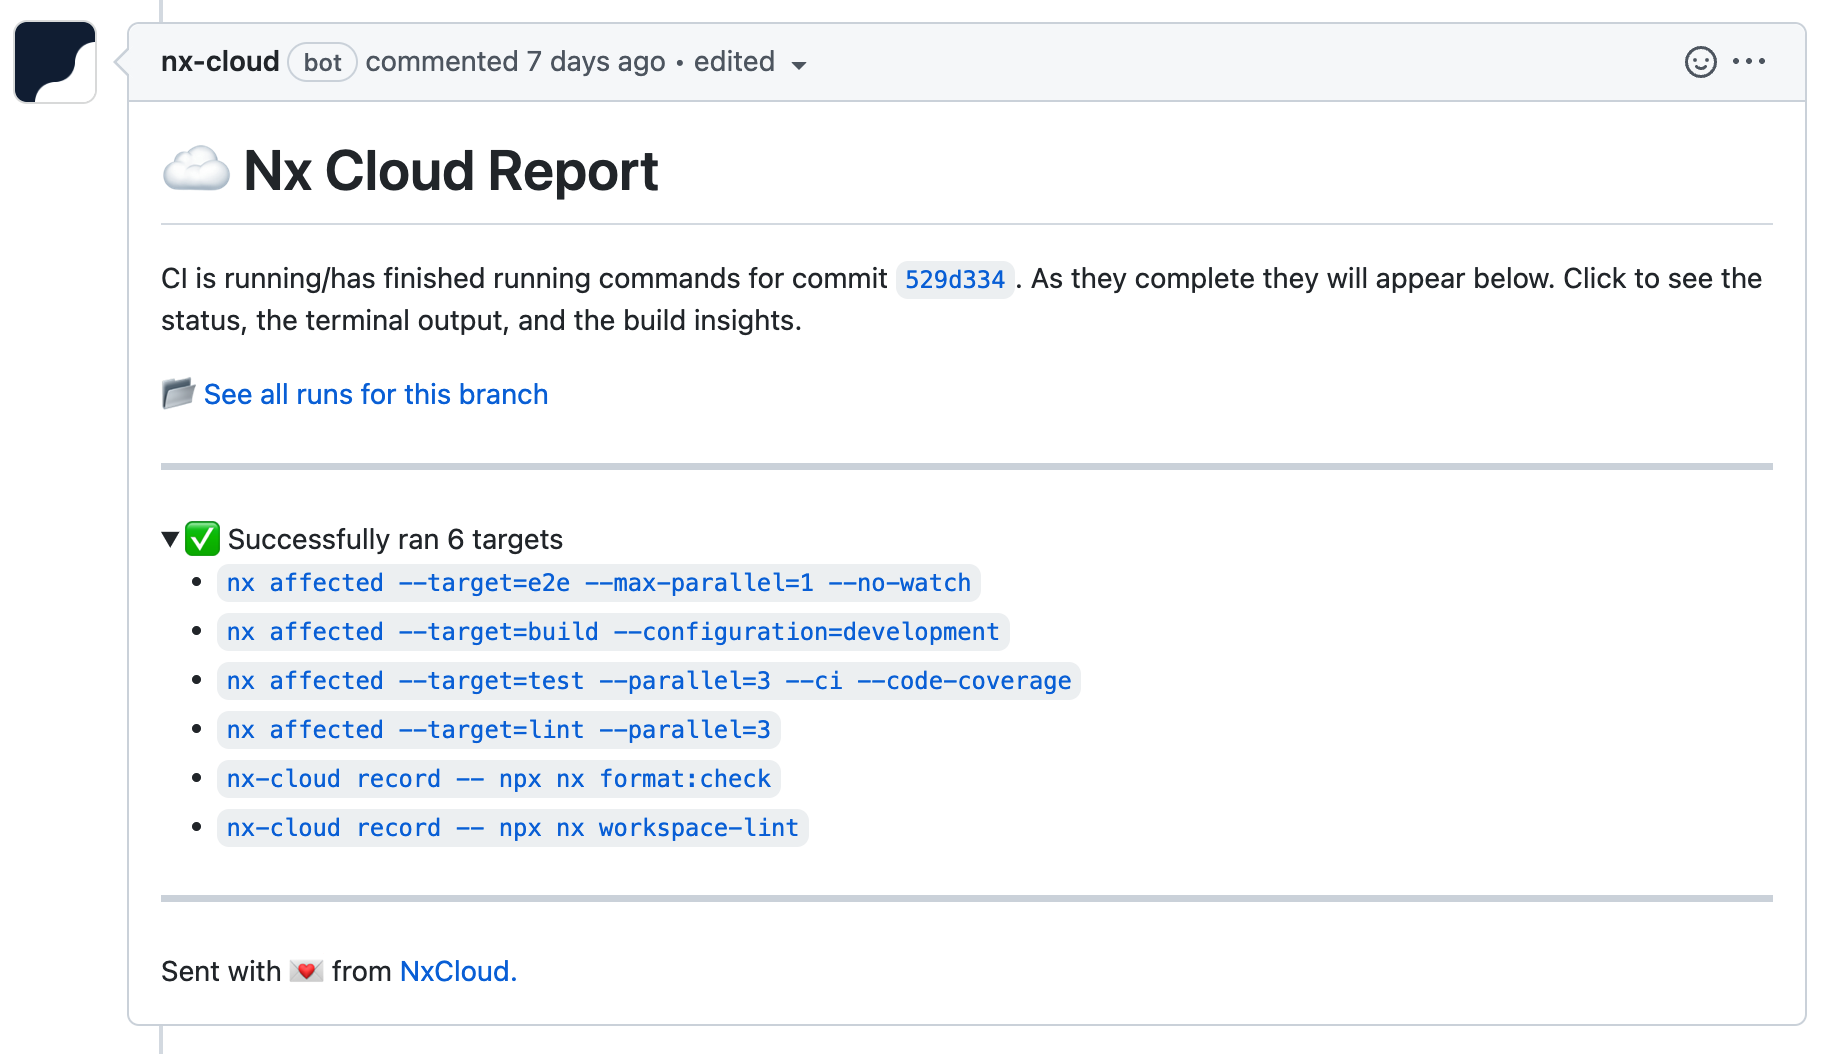 nx-cloud bot commented 7 days ago • edited
Nx Cloud Report
CI is running/has finished running commands for commit 529d334. As they complete they will appear below. Click to see the
status, the terminal output, and the build insights.
See all runs for this branch
Successfully ran 6 targets
nx affected --target=e2e --max-parallel=1 --no-watch
nx affected --target=build --configuration=development
nx affected --target=test --parallel=3 --ci --code-coverage
nx affected --target=lint --parallel=3
nx-cloud record -- npx nx format:check
nx-cloud record -- npx nx workspace-lint
Sent with 💌 from NxCloud.